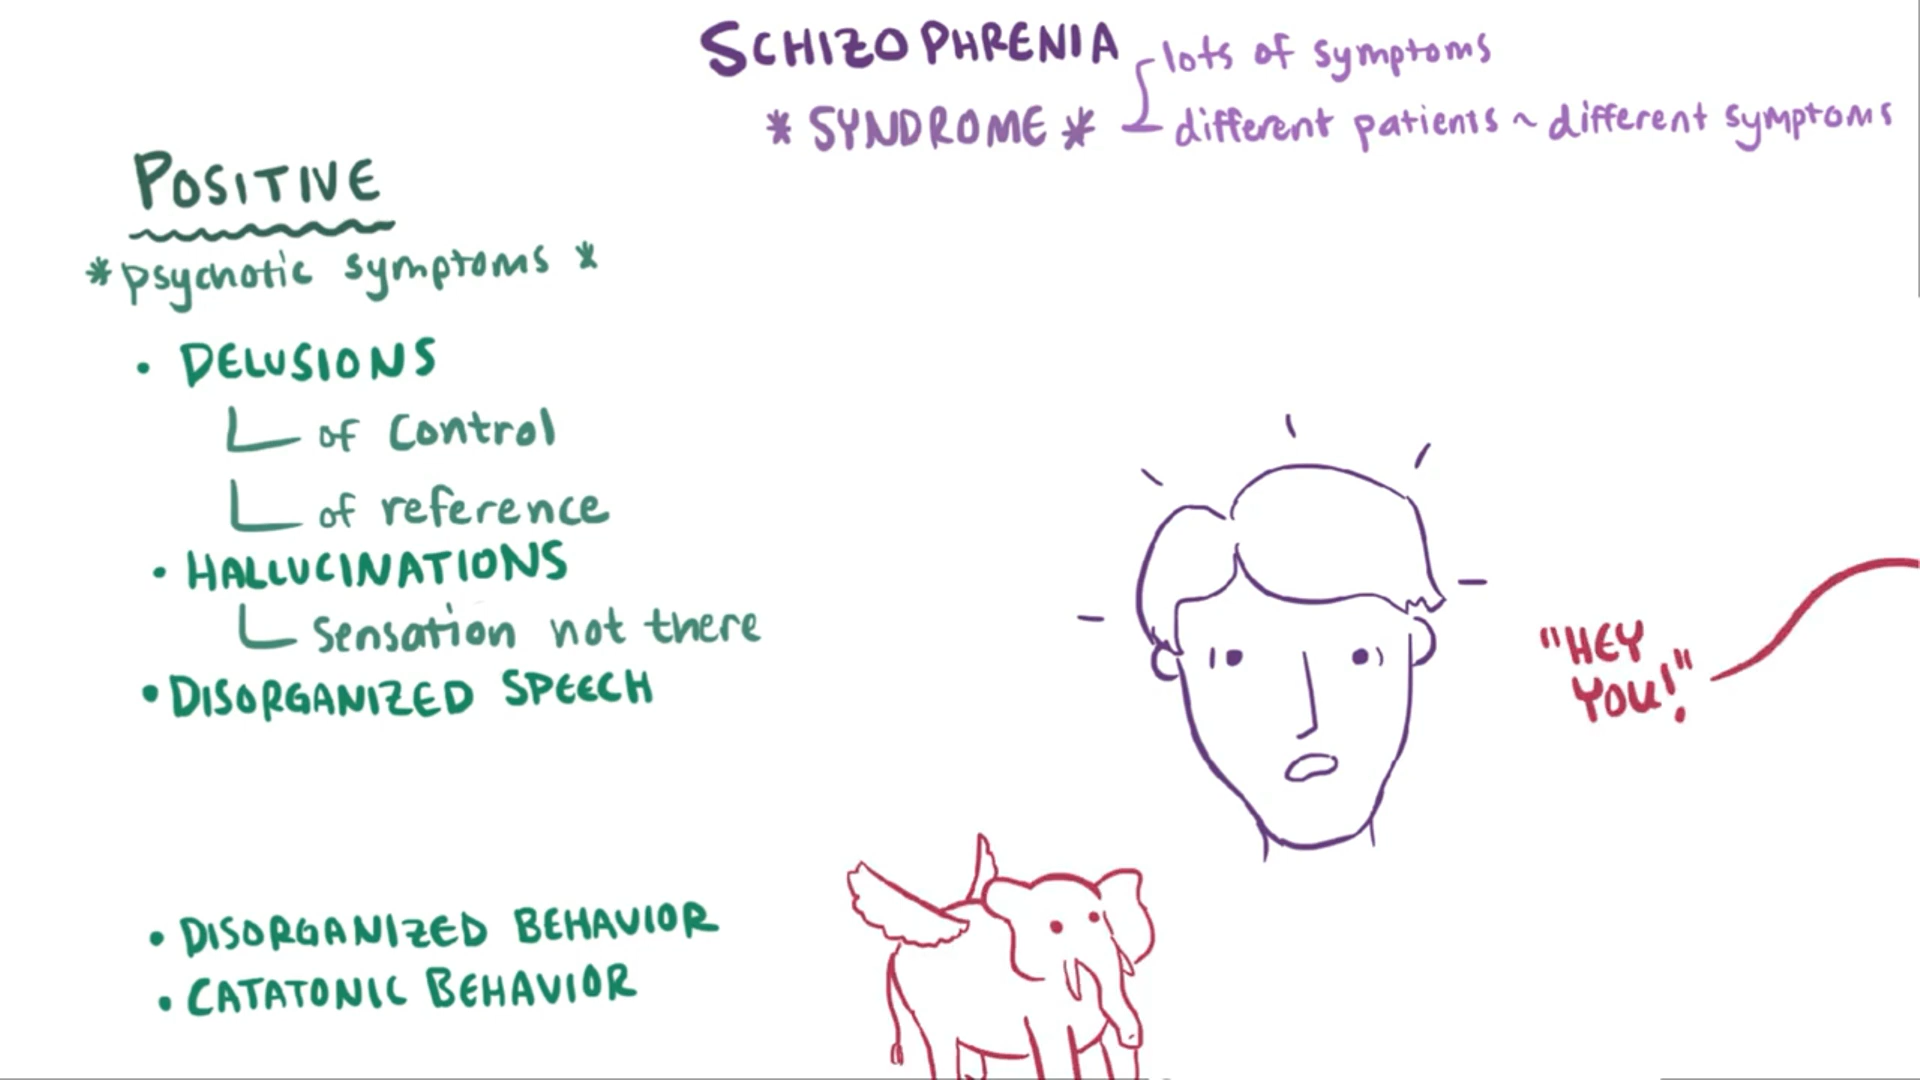 SCHIZOPHRENIA
lots of symptoms
* SYNDROME *
different patients ~ different symptoms
POSITIVE
* psychotic symptoms *
• DELUSIONS
of control
of reference
• HALLUCINATIONS
sensation not there
• DISORGANIZED SPEECH
"HEY
YOU!"
• DISORGANIZED BEHAVIOR
• CATATONIC BEHAVIOR